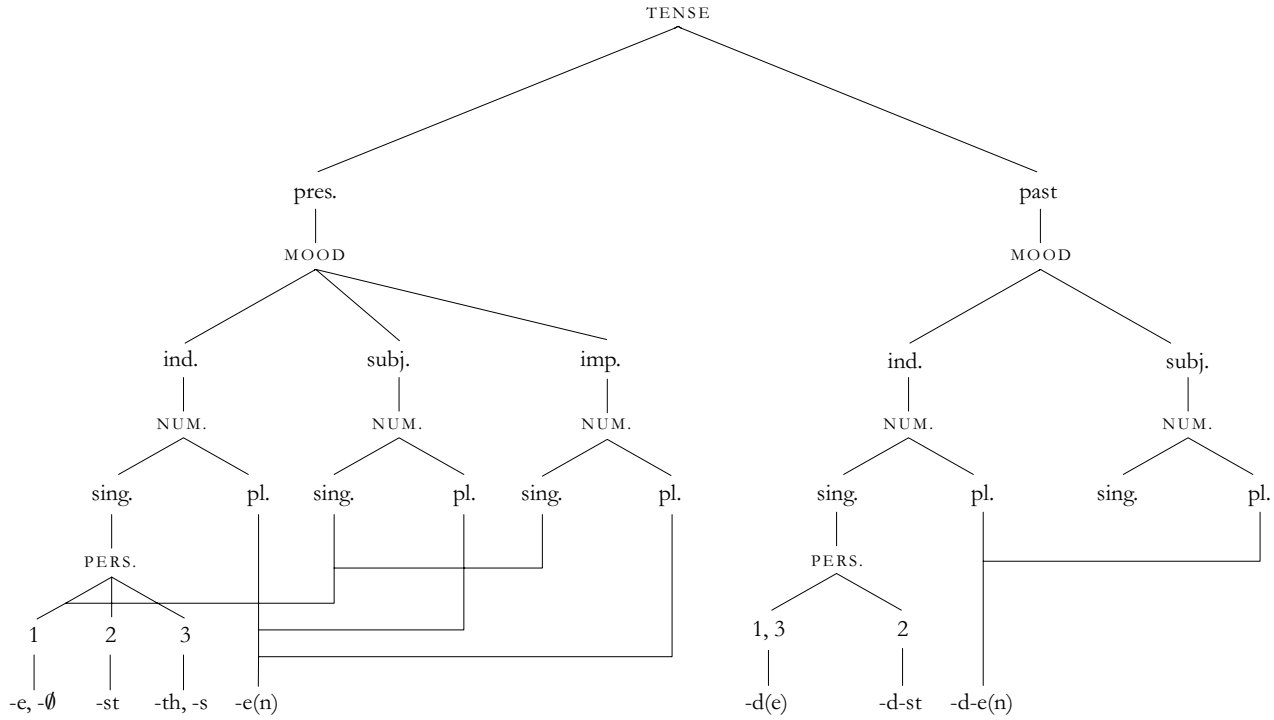 TENSE
pres. past
MOOD MOOD
ind. subj. imp. ind. subj.
NUM. NUM. NUM. NUM. NUM.
sing. pl. sing. pl. sing. pl. sing. pl. sing. pl.
PERS. PERS.
1 2 3 1, 3 2
-e, -∅ -st -th, -s -e(n) -d(e) -d-st -d-e(n)